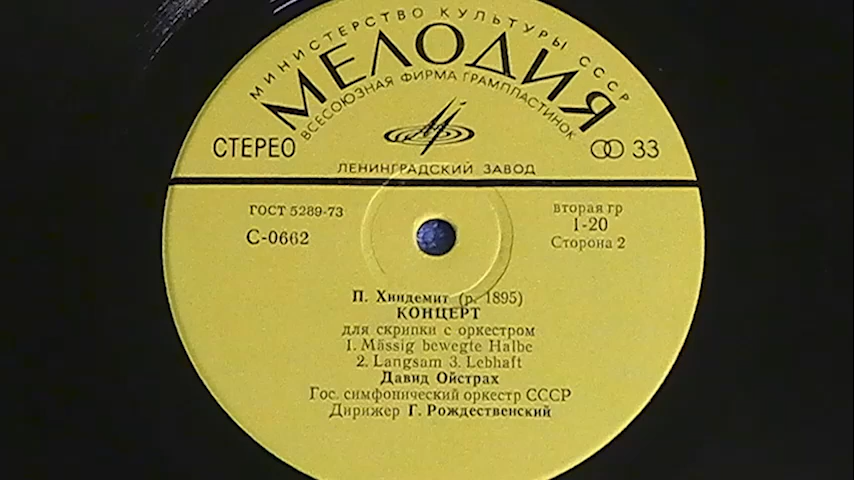 МИНИСТЕРСТВО КУЛЬТУРЫ СССР
МЕЛОДИЯ
ВСЕСОЮЗНАЯ ФИРМА ГРАМПЛАСТИНОК
СТЕРЕО
33
ЛЕНИНГРАДСКИЙ ЗАВОД
ГОСТ 5289-73
вторая гр
С-0662
1-20
Сторона 2
П. Хиндемит (р. 1895)
КОНЦЕРТ
для скрипки с оркестром
1. Mässig bewegte Halbe
2. Langsam 3. Lebhaft
Давид Ойстрах
Гос. симфонический оркестр СССР
Дирижер Г. Рождественский